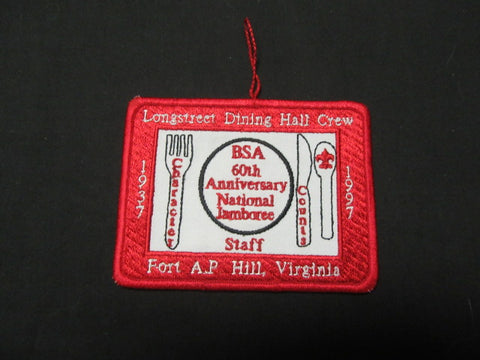 Longstreet Dining Hall Crew
1937
Character
BSA
60th
Anniversary
National
Jamboree
Staff
Counts
1997
Fort A.P. Hill, Virginia